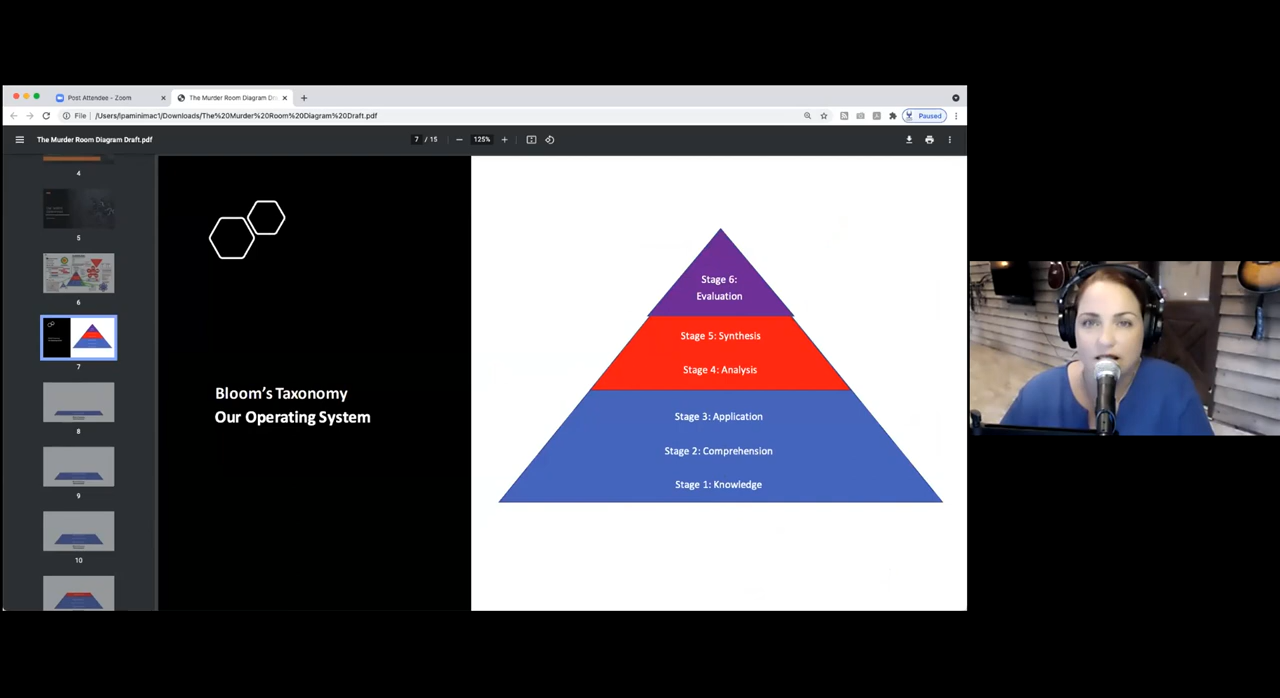 Post Attendee - Zoom
The Murder Room Diagram Dr
File
/Users/lpaminimac1/Downloads/The%20Murder%20Room%20Diagram%20Draft.pdf
Paused
The Murder Room Diagram Draft.pdf
7 / 15
125%
4
5
6
7
8
9
10
Bloom's Taxonomy
Our Operating System
Stage 6:
Evaluation
Stage 5: Synthesis
Stage 4: Analysis
Stage 3: Application
Stage 2: Comprehension
Stage 1: Knowledge